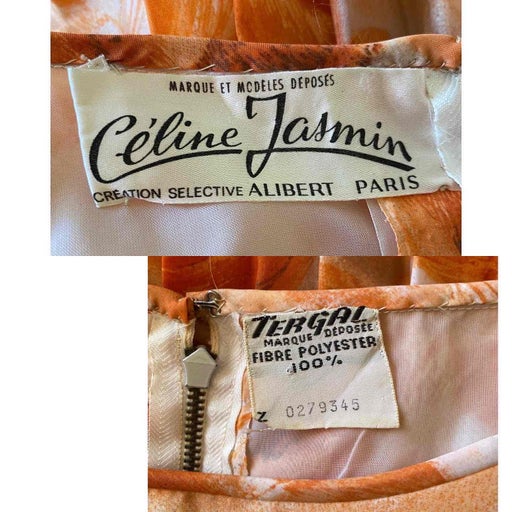 MARQUE ET MODÈLES DÉPOSÉS
Céline Jasmin
CRÉATION SELECTIVE ALIBERT PARIS
TERGAL
MARQUE DÉPOSÉE
FIBRE POLYESTER
100%
Z 0279345